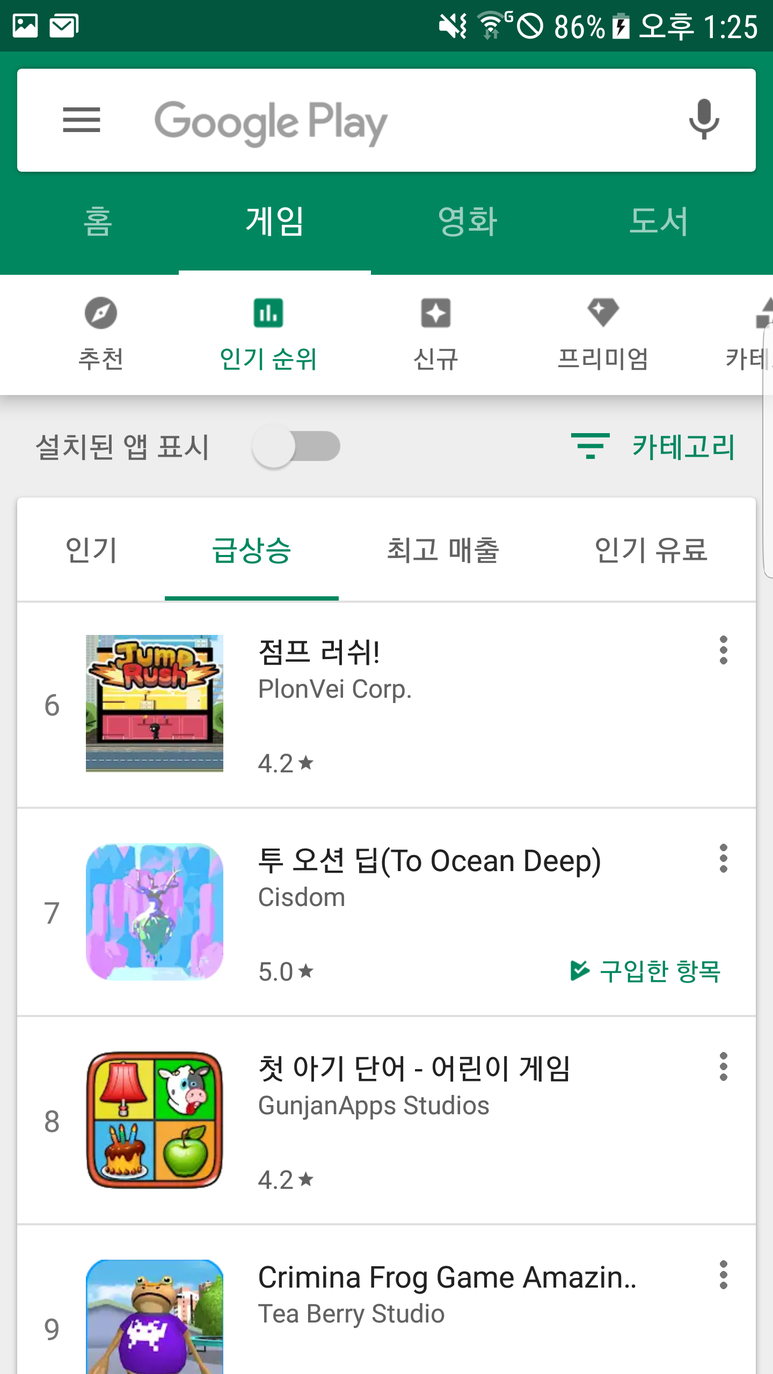 G 86% 오후 1:25
Google Play
홈 게임 영화 도서
추천 인기 순위 신규 프리미엄 카테
설치된 앱 표시 카테고리
인기 급상승 최고 매출 인기 유료
6
Jump Rush
점프 러쉬!
PlonVei Corp.
4.2★
7
투 오션 딥(To Ocean Deep)
Cisdom
5.0★ 구입한 항목
8
첫 아기 단어 - 어린이 게임
GunjanApps Studios
4.2★
9
Crimina Frog Game Amazin..
Tea Berry Studio